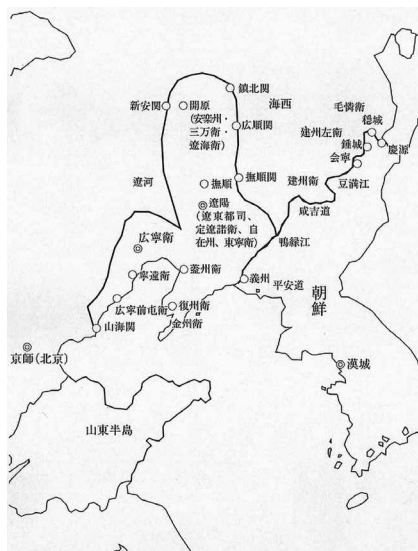 鎮北関
新安関
開原
(安楽州・
三万衛・
遼海衛)
海西
毛憐衛
穏城
広順関
建州左衛
慶源
鍾城
会寧
撫順関
撫順
建州衛
豆満江
遼河
遼陽
(遼東都司、
定遼諸衛、自
在州、東寧衛)
咸吉道
鴨緑江
広寧衛
寧遠衛
蓋州衛
義州
平安道
朝鮮
広寧前屯衛
復州衛
金州衛
山海関
京師(北京)
漢城
山東半島